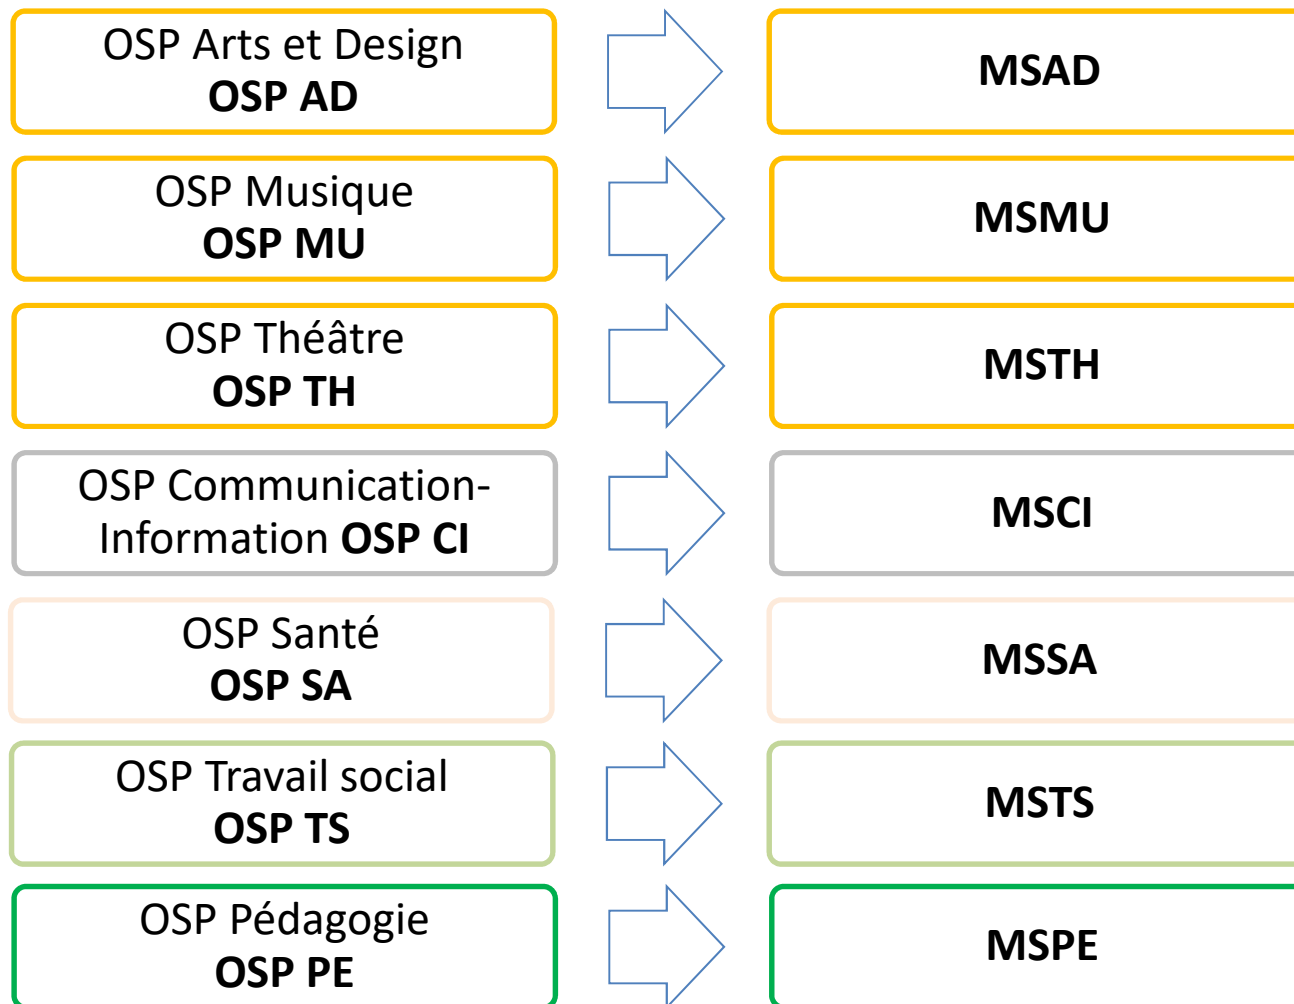 OSP Arts et Design
OSP AD
MSAD
OSP Musique
OSP MU
MSMU
OSP Théâtre
OSP TH
MSTH
OSP Communication-
Information OSP CI
MSCI
OSP Santé
OSP SA
MSSA
OSP Travail social
OSP TS
MSTS
OSP Pédagogie
OSP PE
MSPE